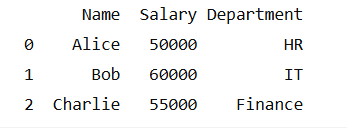 Name Salary Department
0 Alice 50000 HR
1 Bob 60000 IT
2 Charlie 55000 Finance